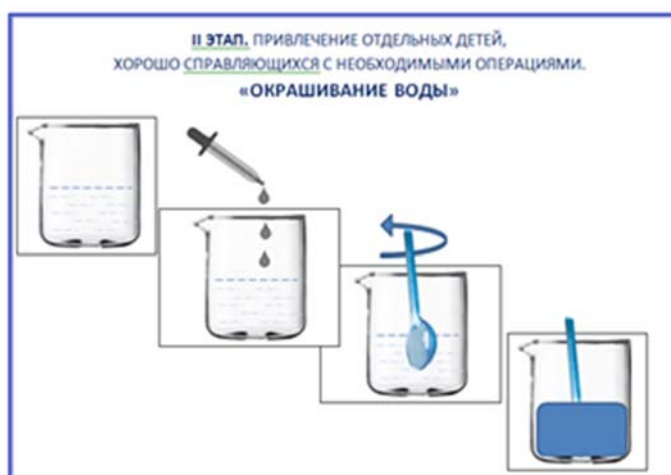 II ЭТАП. ПРИВЛЕЧЕНИЕ ОТДЕЛЬНЫХ ДЕТЕЙ,
ХОРОШО СПРАВЛЯЮЩИХСЯ С НЕОБХОДИМЫМИ ОПЕРАЦИЯМИ.
«ОКРАШИВАНИЕ ВОДЫ»